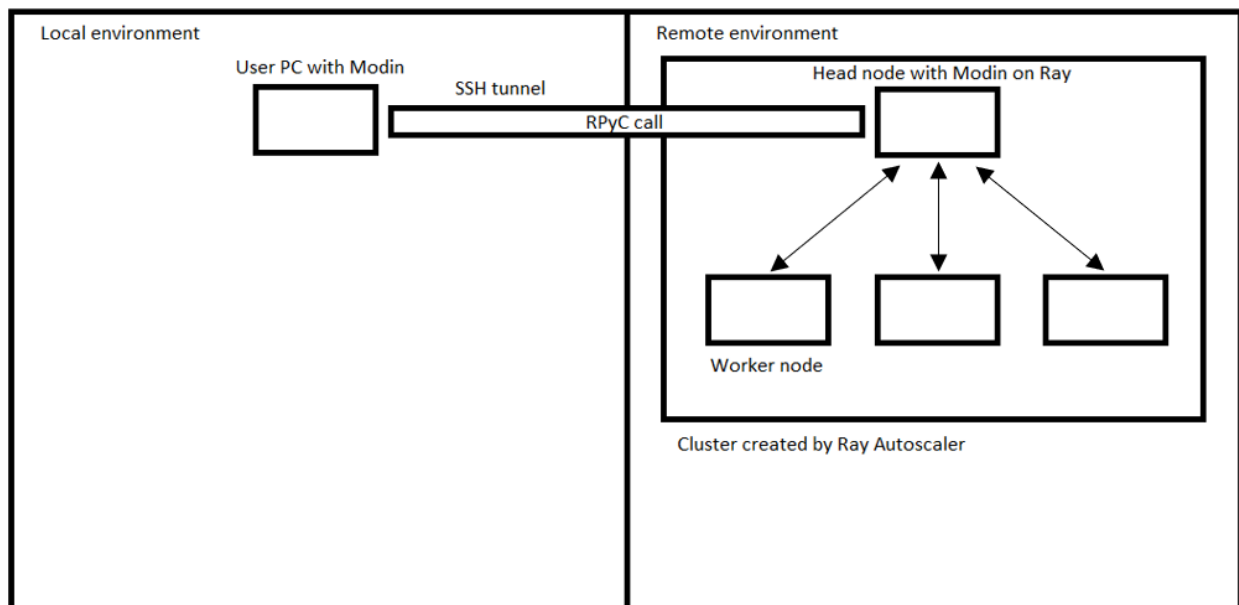 Local environment
Remote environment
User PC with Modin
Head node with Modin on Ray
SSH tunnel
RPyC call
Worker node
Cluster created by Ray Autoscaler